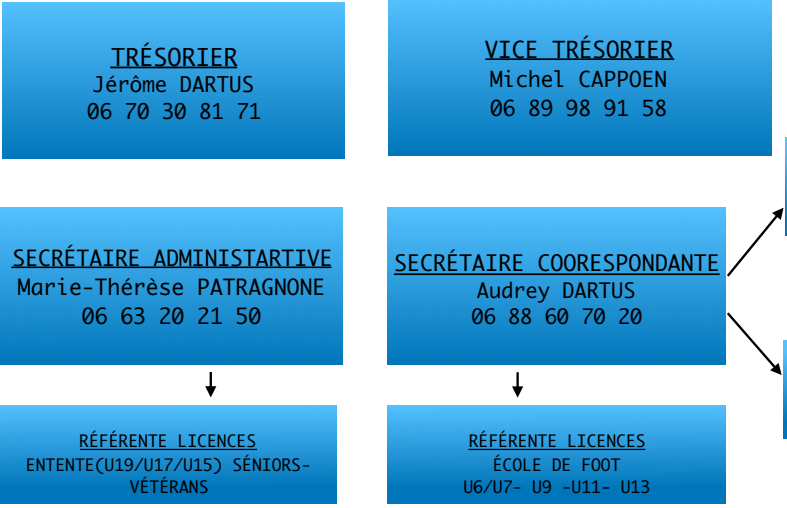 TRÉSORIER
Jérôme DARTUS
06 70 30 81 71
VICE TRÉSORIER
Michel CAPPOEN
06 89 98 91 58
SECRÉTAIRE ADMINISTARTIVE
Marie-Thérèse PATRAGNONE
06 63 20 21 50
SECRÉTAIRE COORESPONDANTE
Audrey DARTUS
06 88 60 70 20
RÉFÉRENTE LICENCES
ENTENTE(U19/U17/U15) SÉNIORS-
VÉTÉRANS
RÉFÉRENTE LICENCES
ÉCOLE DE FOOT
U6/U7- U9 -U11- U13